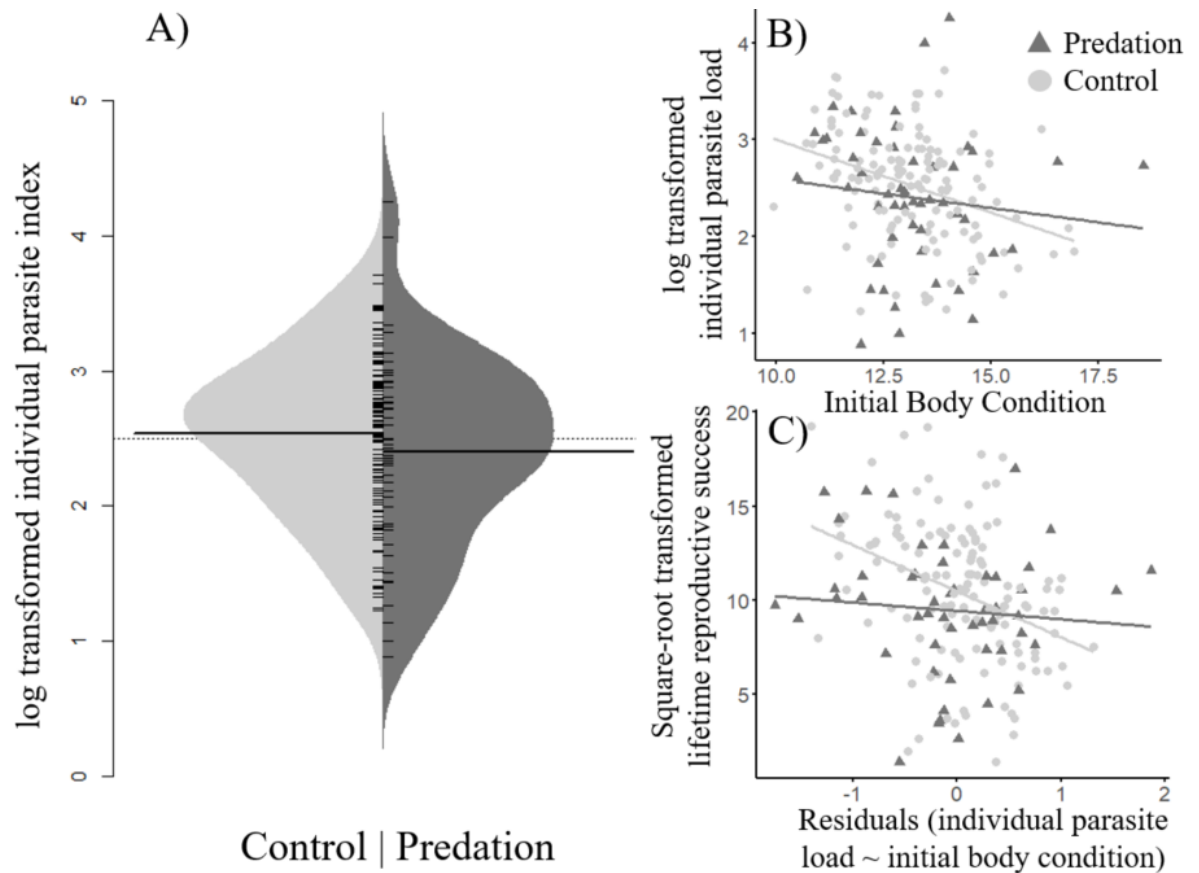 A)
log transformed individual parasite index
5
4
3
2
1
0
Control | Predation
B)
Predation
Control
log transformed
individual parasite load
4
3
2
1
10.0
12.5
15.0
17.5
Initial Body Condition
C)
Square-root transformed
lifetime reproductive success
20
15
10
5
-1
0
1
2
Residuals (individual parasite
load ~ initial body condition)